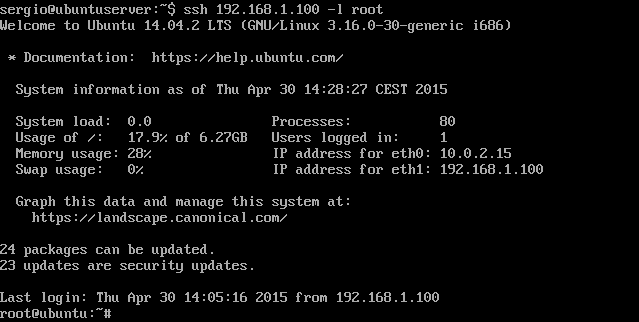 sergio@ubuntuserver:~$ ssh 192.168.1.100 -l root
Welcome to Ubuntu 14.04.2 LTS (GNU/Linux 3.16.0-30-generic i686)
* Documentation:  https://help.ubuntu.com/
System information as of Thu Apr 30 14:28:27 CEST 2015
System load:  0.0               Processes:           80
Usage of /:   17.9% of 6.27GB   Users logged in:     1
Memory usage: 28%               IP address for eth0: 10.0.2.15
Swap usage:   0%                IP address for eth1: 192.168.1.100
Graph this data and manage this system at:
https://landscape.canonical.com/
24 packages can be updated.
23 updates are security updates.
Last login: Thu Apr 30 14:05:16 2015 from 192.168.1.100
root@ubuntu:~#